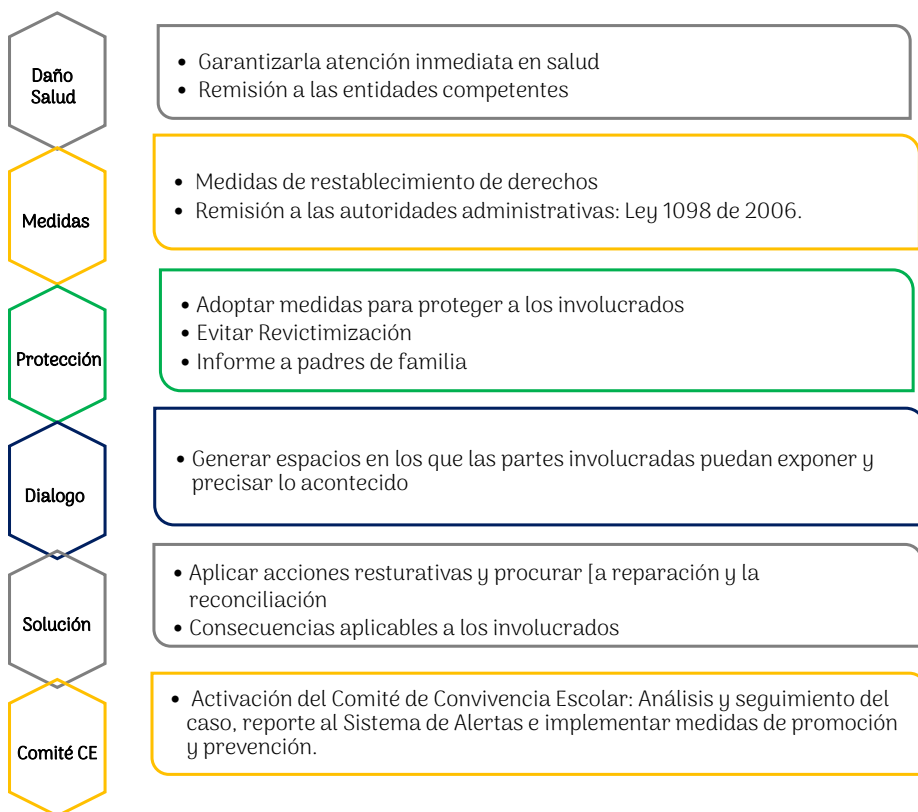 Daño
Salud
• Garantizarla atención inmediata en salud
• Remisión a las entidades competentes
Medidas
• Medidas de restablecimiento de derechos
• Remisión a las autoridades administrativas: Ley 1098 de 2006.
Protección
• Adoptar medidas para proteger a los involucrados
• Evitar Revictimización
• Informe a padres de familia
Dialogo
• Generar espacios en los que las partes involucradas puedan exponer y
precisar lo acontecido
Solución
• Aplicar acciones resturativas y procurar [a reparación y la
reconciliación
• Consecuencias aplicables a los involucrados
Comité CE
• Activación del Comité de Convivencia Escolar: Análisis y seguimiento del
caso, reporte al Sistema de Alertas e implementar medidas de promoción
y prevención.